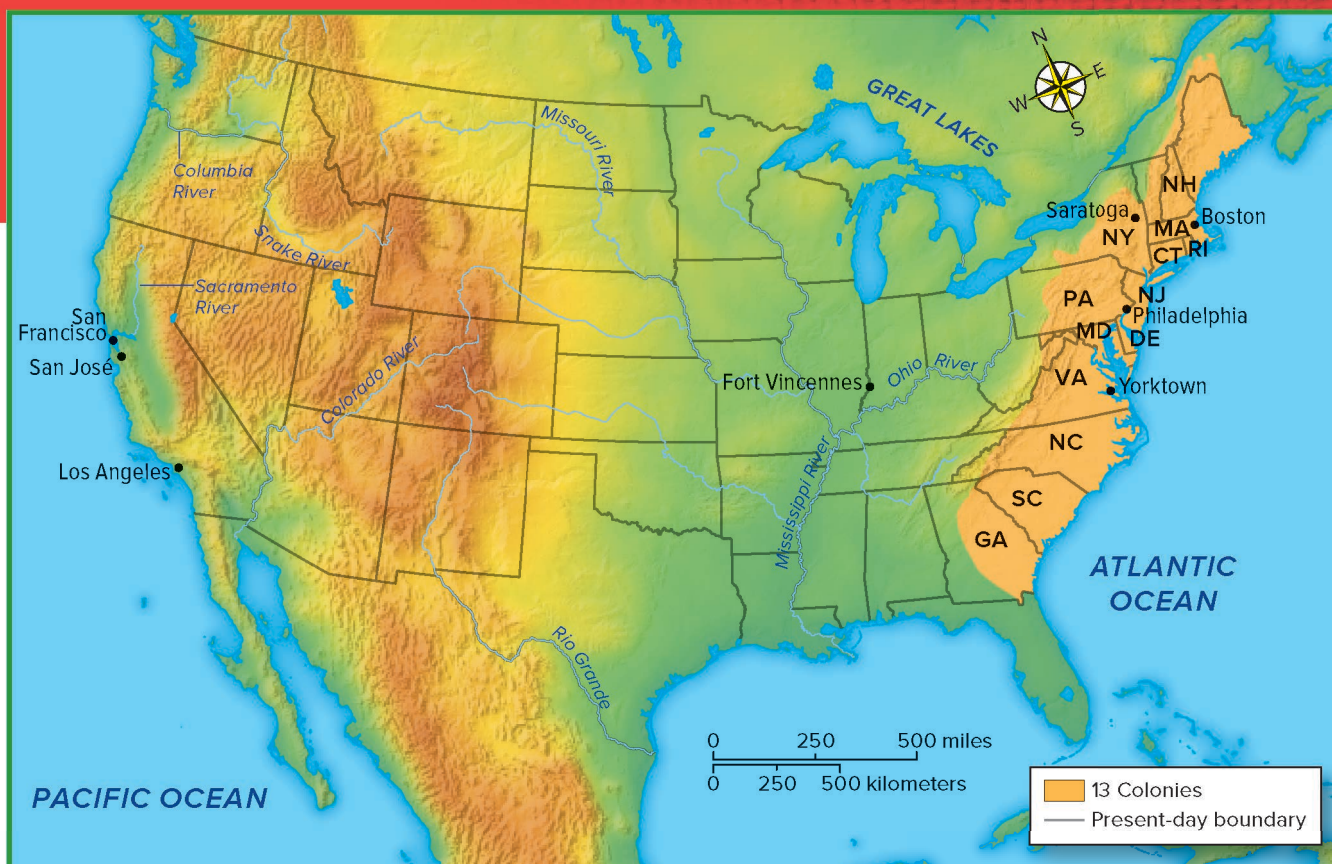 N
E
S
W
GREAT LAKES
Missouri River
Columbia
River
Snake River
Sacramento
River
San
Francisco
San José
Los Angeles
Colorado River
Fort Vincennes
Ohio River
Mississippi River
Rio Grande
NH
Saratoga
Boston
NY
MA
CT
RI
PA
NJ
Philadelphia
MD
DE
VA
Yorktown
NC
SC
GA
ATLANTIC
OCEAN
PACIFIC OCEAN
0 250 500 miles
0 250 500 kilometers
13 Colonies
Present-day boundary